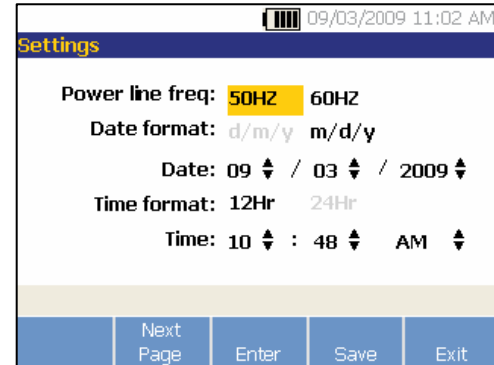 09/03/2009 11:02 AM
Settings
Power line freq: 50HZ 60HZ
Date format: d/m/y m/d/y
Date: 09 / 03 / 2009
Time format: 12Hr 24Hr
Time: 10 : 48 AM
Next Page Enter Save Exit